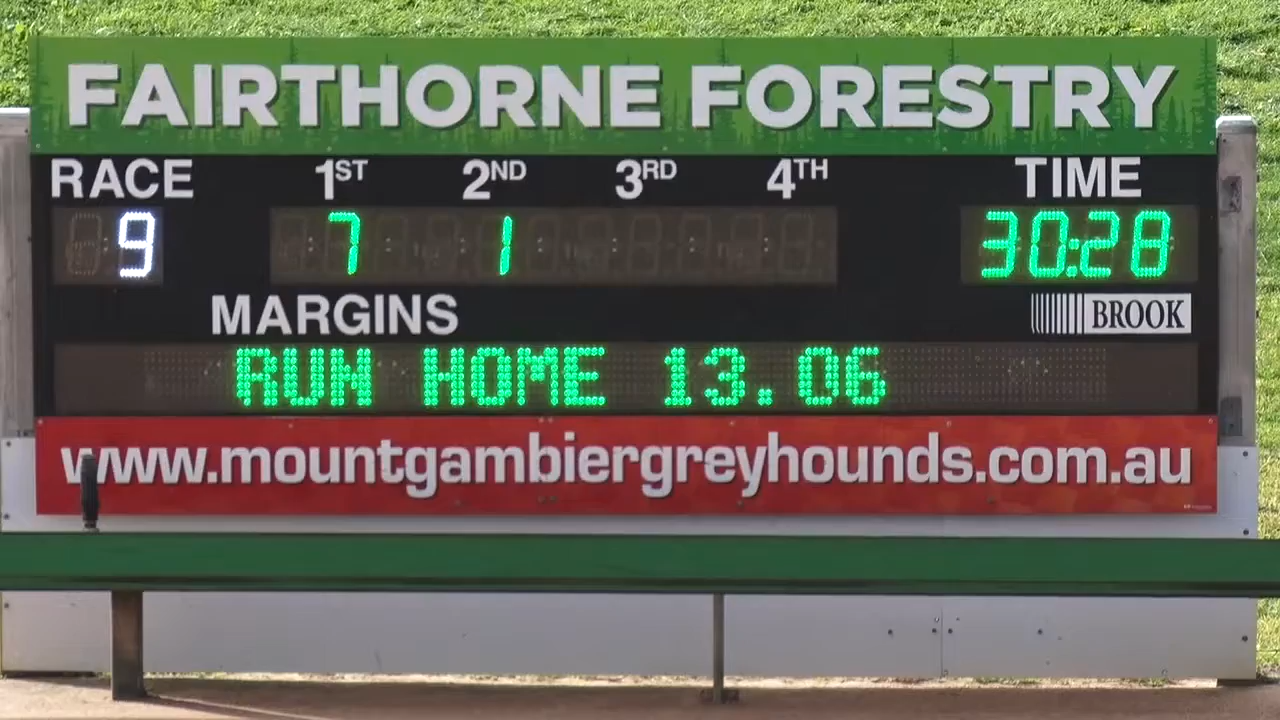 FAIRTHORNE FORESTRY
RACE 1ST 2ND 3RD 4TH TIME
9 7 1 30:28
MARGINS BROOK
RUN HOME 13.06
www.mountgambiergreyhounds.com.au